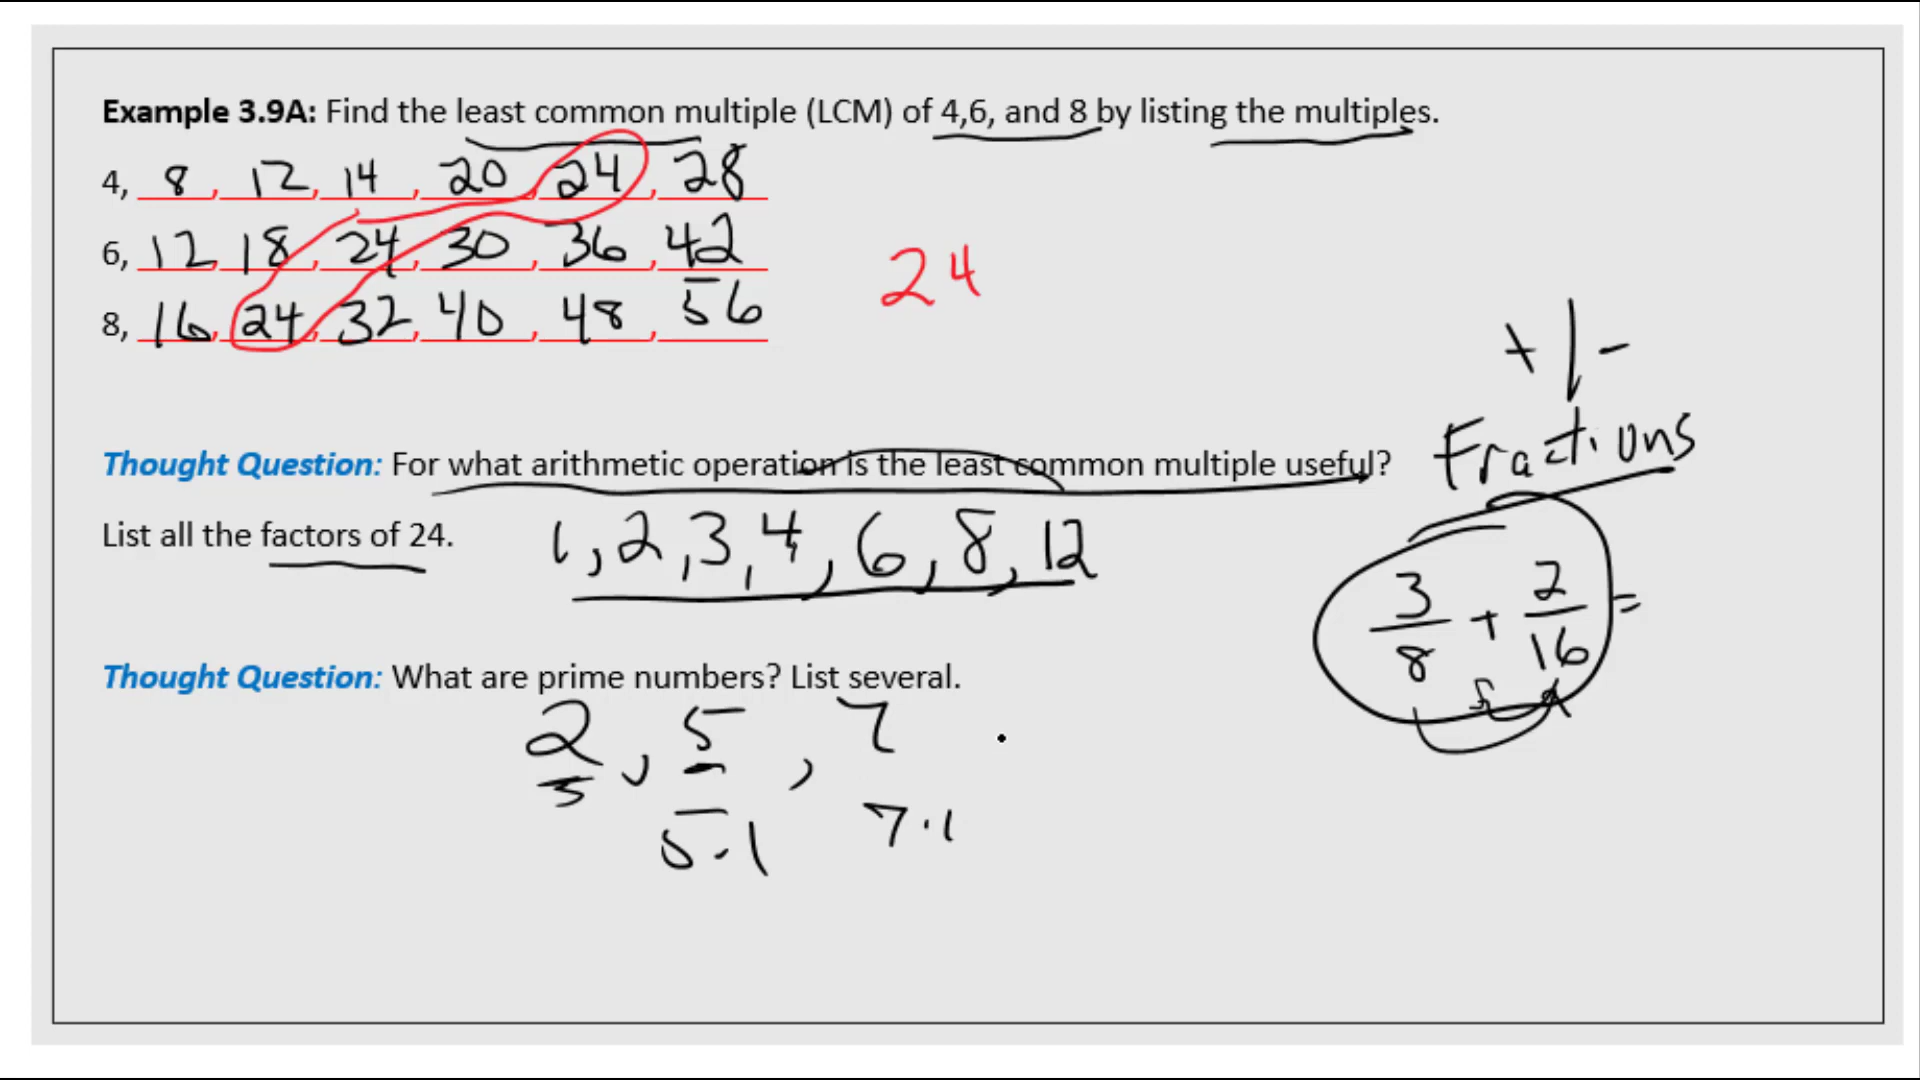 Example 3.9A: Find the least common multiple (LCM) of 4,6, and 8 by listing the multiples.
4, 8, 12, 14, 20, 24, 28
6, 12, 18, 24, 30, 36, 42
8, 16, 24, 32, 40, 48, 56
24
+ | -
Fractions
Thought Question: For what arithmetic operation is the least common multiple useful?
List all the factors of 24. 1, 2, 3, 4, 6, 8, 12
3/8 + 2/16 =
Thought Question: What are prime numbers? List several.
2, 5, 7
5·1 7·1